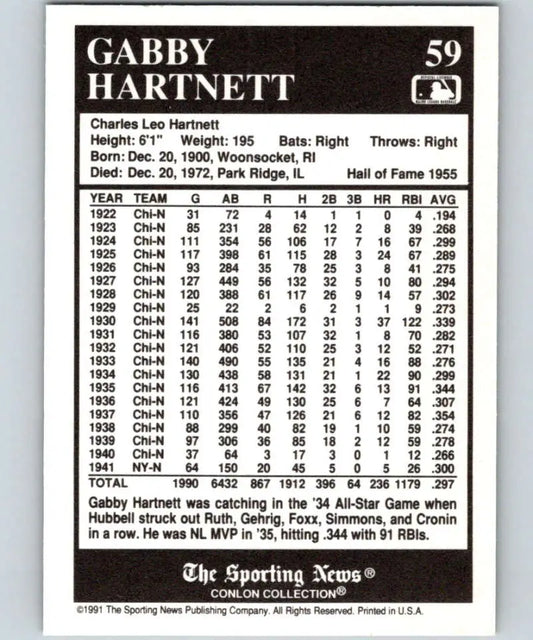 GABBY 59
HARTNETT
Charles Leo Hartnett
Height: 6'1" Weight: 195 Bats: Right Throws: Right
Born: Dec. 20, 1900, Woonsocket, RI
Died: Dec. 20, 1972, Park Ridge, IL Hall of Fame 1955
YEAR TEAM G AB R H 2B 3B HR RBI AVG
1922 Chi-N 31 72 4 14 1 1 0 4 .194
1923 Chi-N 85 231 28 62 12 2 8 39 .268
1924 Chi-N 111 354 56 106 17 7 16 67 .299
1925 Chi-N 117 398 61 115 28 3 24 67 .289
1926 Chi-N 93 284 35 78 25 3 8 41 .275
1927 Chi-N 127 449 56 132 32 5 10 80 .294
1928 Chi-N 120 388 61 117 26 9 14 57 .302
1929 Chi-N 25 22 2 6 2 1 1 9 .273
1930 Chi-N 141 508 84 172 31 3 37 122 .339
1931 Chi-N 116 380 53 107 32 1 8 70 .282
1932 Chi-N 121 406 52 110 25 3 12 52 .271
1933 Chi-N 140 490 55 135 21 4 16 88 .276
1934 Chi-N 130 438 58 131 21 1 22 90 .299
1935 Chi-N 116 413 67 142 32 6 13 91 .344
1936 Chi-N 121 424 49 130 25 6 7 64 .307
1937 Chi-N 110 356 47 126 21 6 12 82 .354
1938 Chi-N 88 299 40 82 19 1 10 59 .274
1939 Chi-N 97 306 36 85 18 2 12 59 .278
1940 Chi-N 37 64 3 17 3 0 1 12 .266
1941 NY-N 64 150 20 45 5 0 5 26 .300
TOTAL 1990 6432 867 1912 396 64 236 1179 .297
Gabby Hartnett was catching in the '34 All-Star Game when
Hubbell struck out Ruth, Gehrig, Foxx, Simmons, and Cronin
in a row. He was NL MVP in '35, hitting .344 with 91 RBIs.
The Sporting News®
CONLON COLLECTION®
©1991 The Sporting News Publishing Company. All Rights Reserved. Printed in U.S.A.